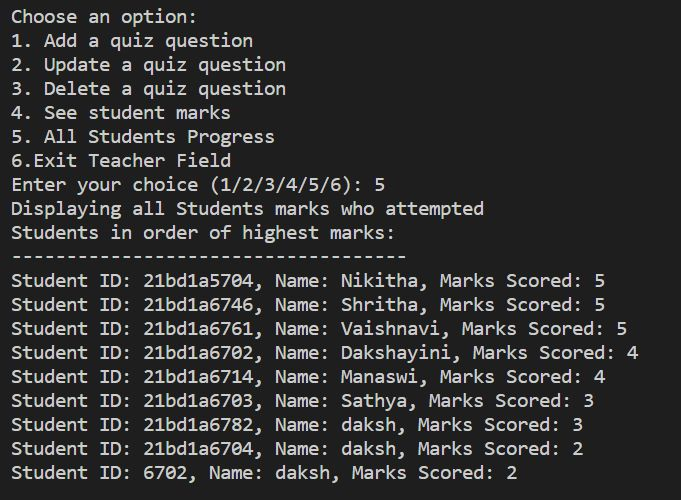 Choose an option:
1. Add a quiz question
2. Update a quiz question
3. Delete a quiz question
4. See student marks
5. All Students Progress
6.Exit Teacher Field
Enter your choice (1/2/3/4/5/6): 5
Displaying all Students marks who attempted
Students in order of highest marks:
------------------------------------
Student ID: 21bd1a5704, Name: Nikitha, Marks Scored: 5
Student ID: 21bd1a6746, Name: Shritha, Marks Scored: 5
Student ID: 21bd1a6761, Name: Vaishnavi, Marks Scored: 5
Student ID: 21bd1a6702, Name: Dakshayini, Marks Scored: 4
Student ID: 21bd1a6714, Name: Manaswi, Marks Scored: 4
Student ID: 21bd1a6703, Name: Sathya, Marks Scored: 3
Student ID: 21bd1a6782, Name: daksh, Marks Scored: 3
Student ID: 21bd1a6704, Name: daksh, Marks Scored: 2
Student ID: 6702, Name: daksh, Marks Scored: 2